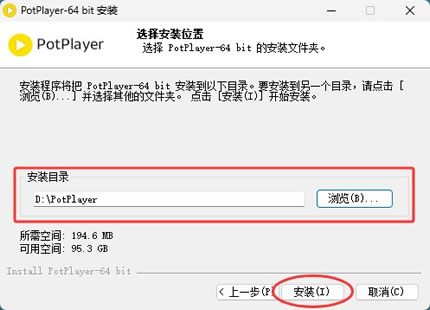 PotPlayer-64 bit 安装
PotPlayer
选择安装位置
选择 PotPlayer-64 bit 的安装文件夹。
安装程序将把 PotPlayer-64 bit 安装到以下目录。要安装到另一个目录，请点击 [
浏览(B)...] 并选择其他的文件夹。 点击 [安装(I)] 开始安装。
安装目录
D:\PotPlayer
浏览(B)...
所需空间: 194.6 MB
可用空间: 95.3 GB
Install PotPlayer-64 bit
< 上一步(P)
安装(I)
取消(C)